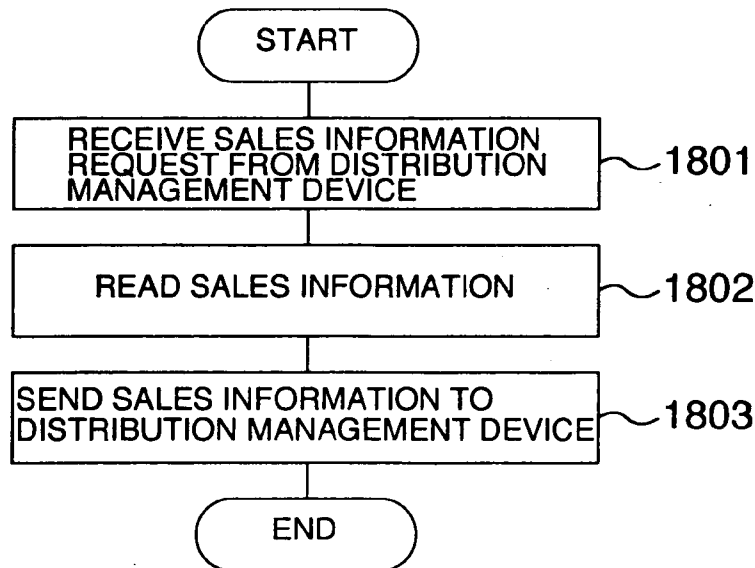 START
RECEIVE SALES INFORMATION
REQUEST FROM DISTRIBUTION
MANAGEMENT DEVICE
1801
READ SALES INFORMATION
1802
SEND SALES INFORMATION TO
DISTRIBUTION MANAGEMENT DEVICE
1803
END